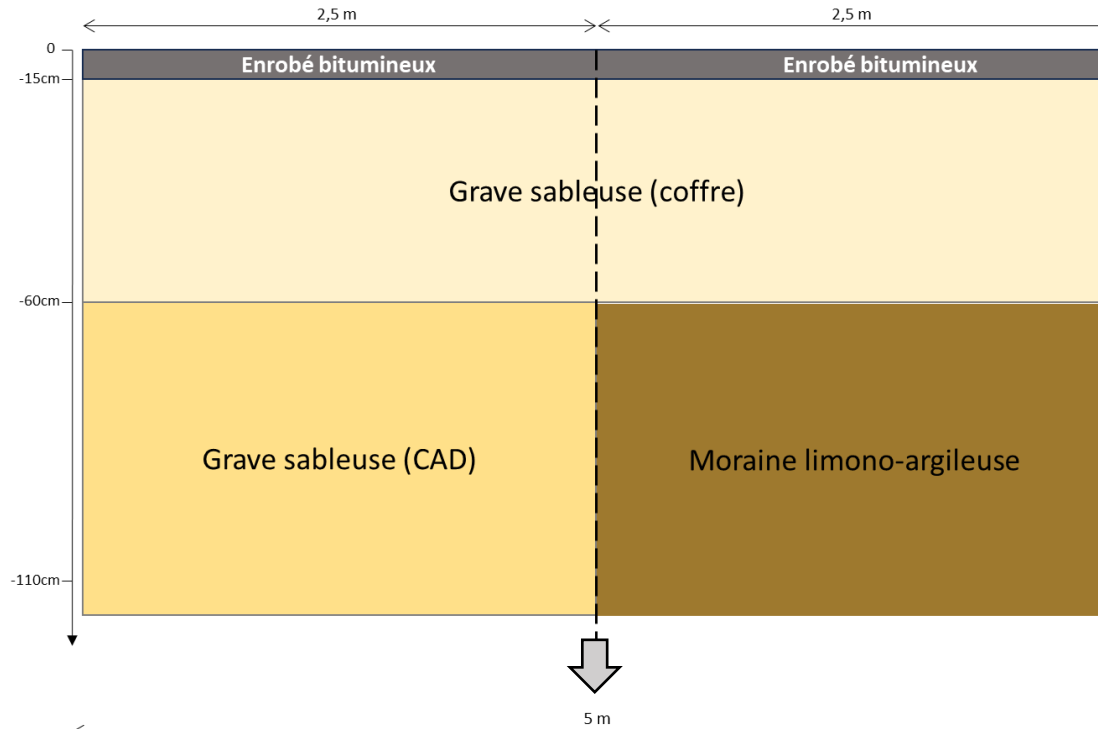 2,5 m
2,5 m
0
Enrobé bitumineux
Enrobé bitumineux
-15cm
Grave sableuse (coffre)
-60cm
Grave sableuse (CAD)
Moraine limono-argileuse
-110cm
5 m